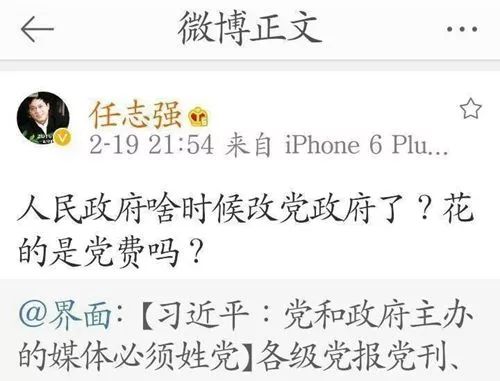 微博正文
任志强
2-19 21:54 来自 iPhone 6 Plu...
人民政府啥时候改党政府了？花
的是党费吗？
@界面:【习近平：党和政府主办
的媒体必须姓党】各级党报党刊、